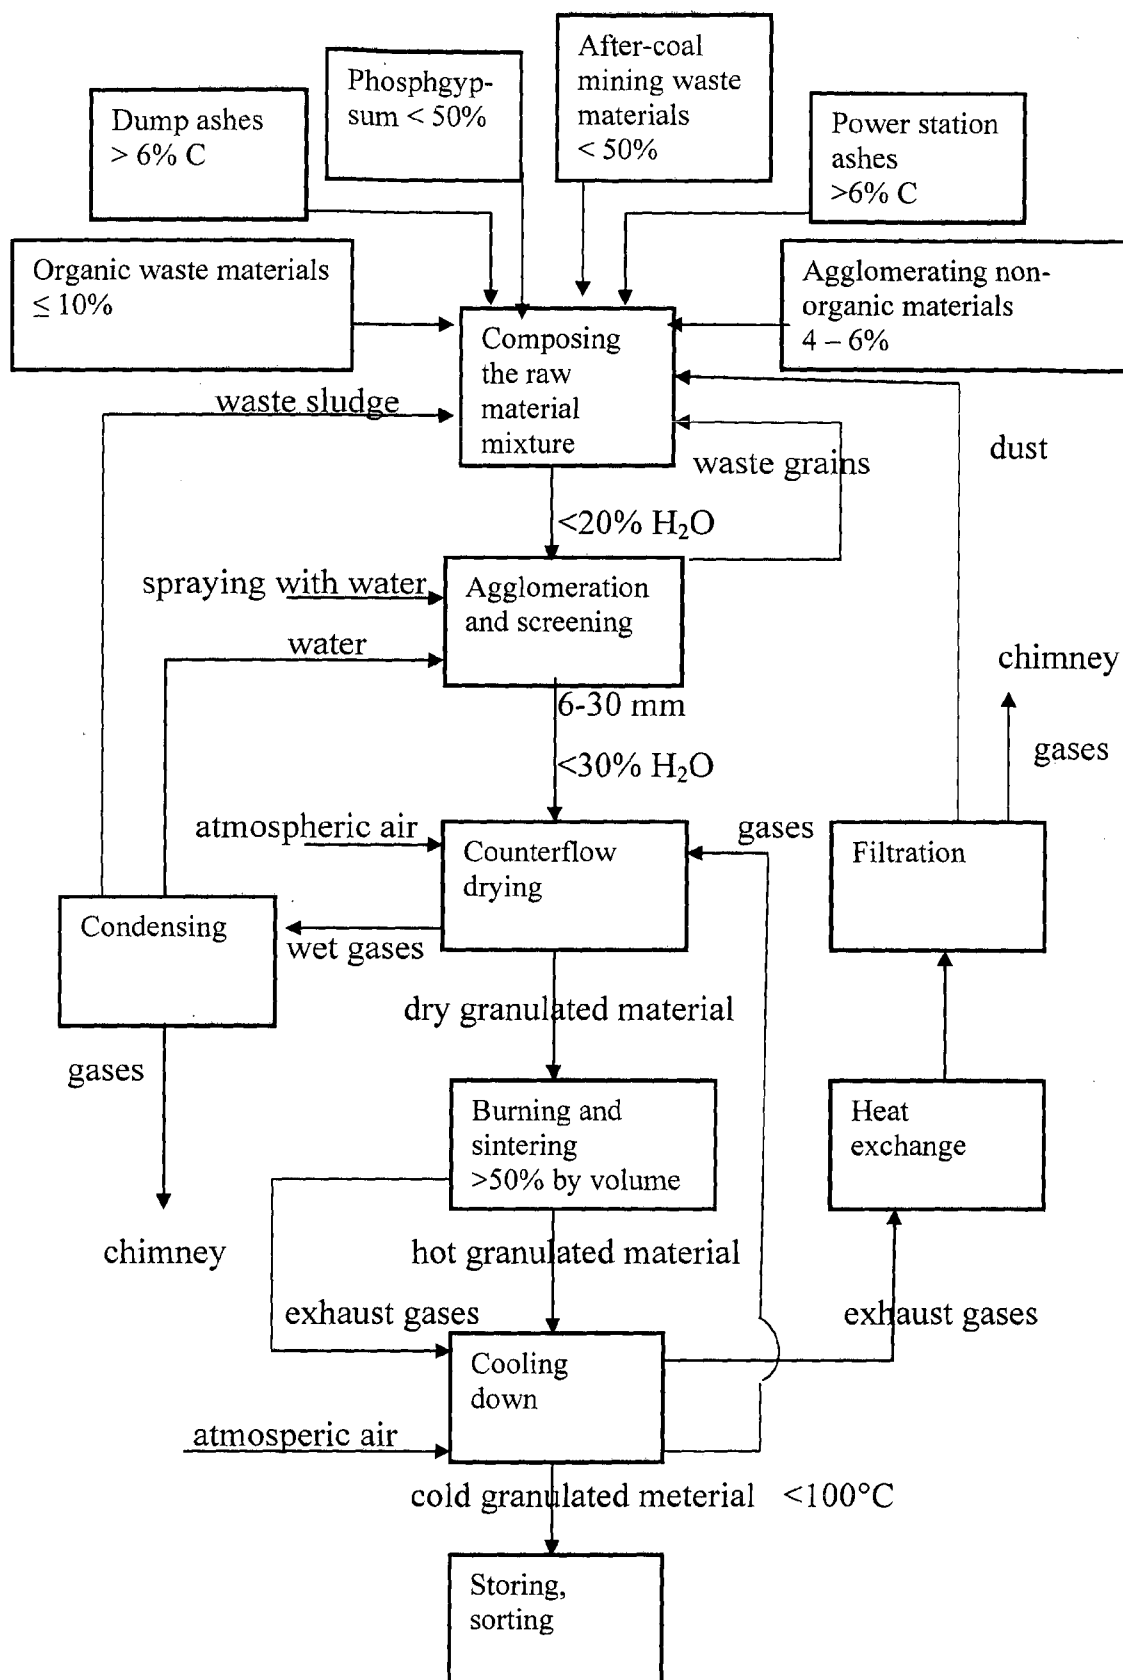 After-coal
mining waste
materials
< 50%
Phosphgyp-
sum < 50%
Dump ashes
> 6% C
Power station
ashes
>6% C
Organic waste materials
≤ 10%
Agglomerating non-
organic materials
4 – 6%
Composing
the raw
material
mixture
waste sludge
waste grains
dust
<20% H₂O
spraying with water
Agglomeration
and screening
water
chimney
6-30 mm
gases
<30% H₂O
atmospheric air
gases
Counterflow
drying
Filtration
Condensing
wet gases
dry granulated material
gases
Burning and
sintering
>50% by volume
Heat
exchange
chimney
hot granulated material
exhaust gases
exhaust gases
Cooling
down
atmosperic air
cold granulated meterial <100°C
Storing,
sorting